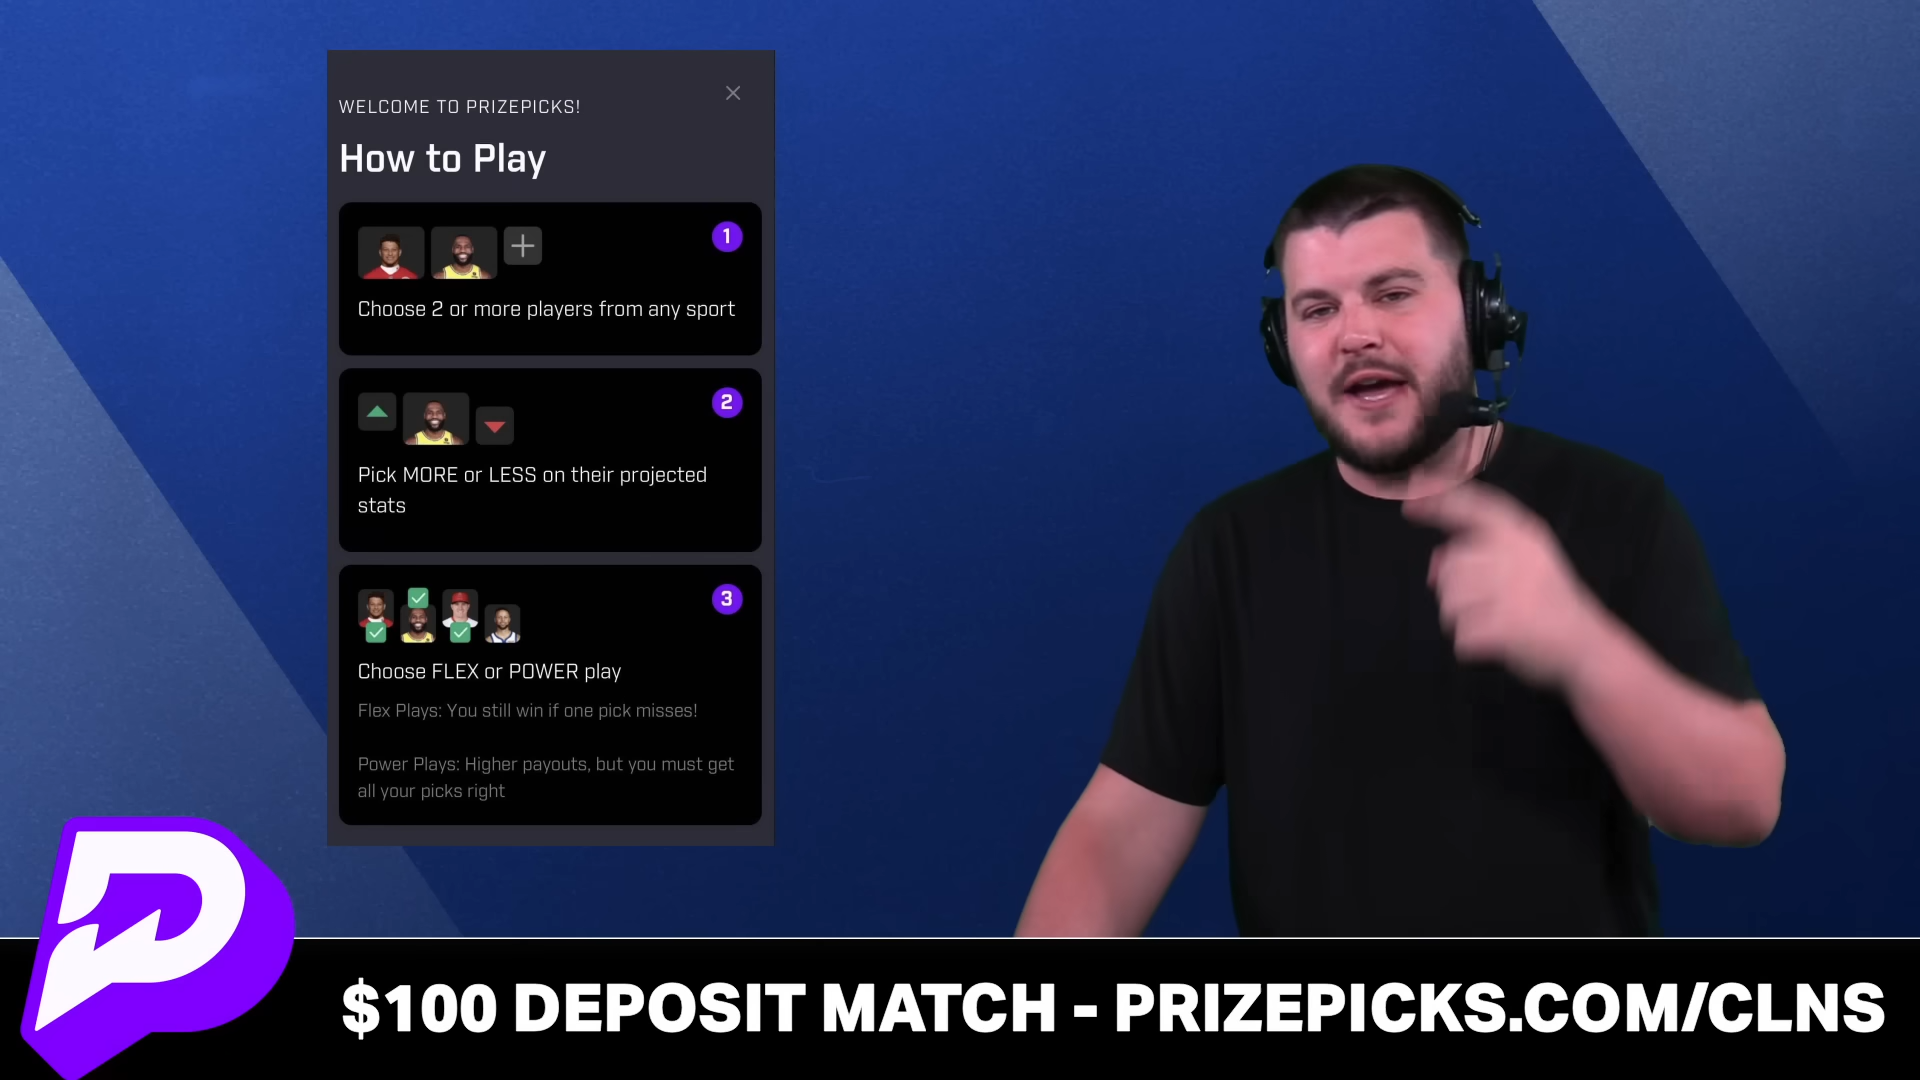 WELCOME TO PRIZEPICKS!
How to Play
1
Choose 2 or more players from any sport
2
Pick MORE or LESS on their projected
stats
3
Choose FLEX or POWER play
Flex Plays: You still win if one pick misses!
Power Plays: Higher payouts, but you must get
all your picks right
$100 DEPOSIT MATCH - PRIZEPICKS.COM/CLNS